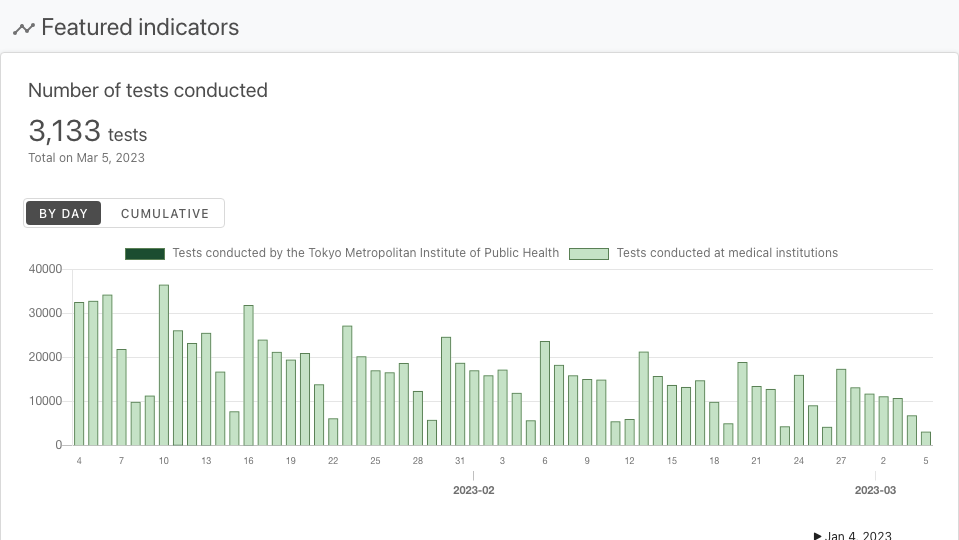 Featured indicators
Number of tests conducted
3,133 tests
Total on Mar 5, 2023
BY DAY CUMULATIVE
Tests conducted by the Tokyo Metropolitan Institute of Public Health Tests conducted at medical institutions
40000
30000
20000
10000
0
4 7 10 13 16 19 22 25 28 31 3 6 9 12 15 18 21 24 27 2 5
2023-02 2023-03
Jan 4, 2023